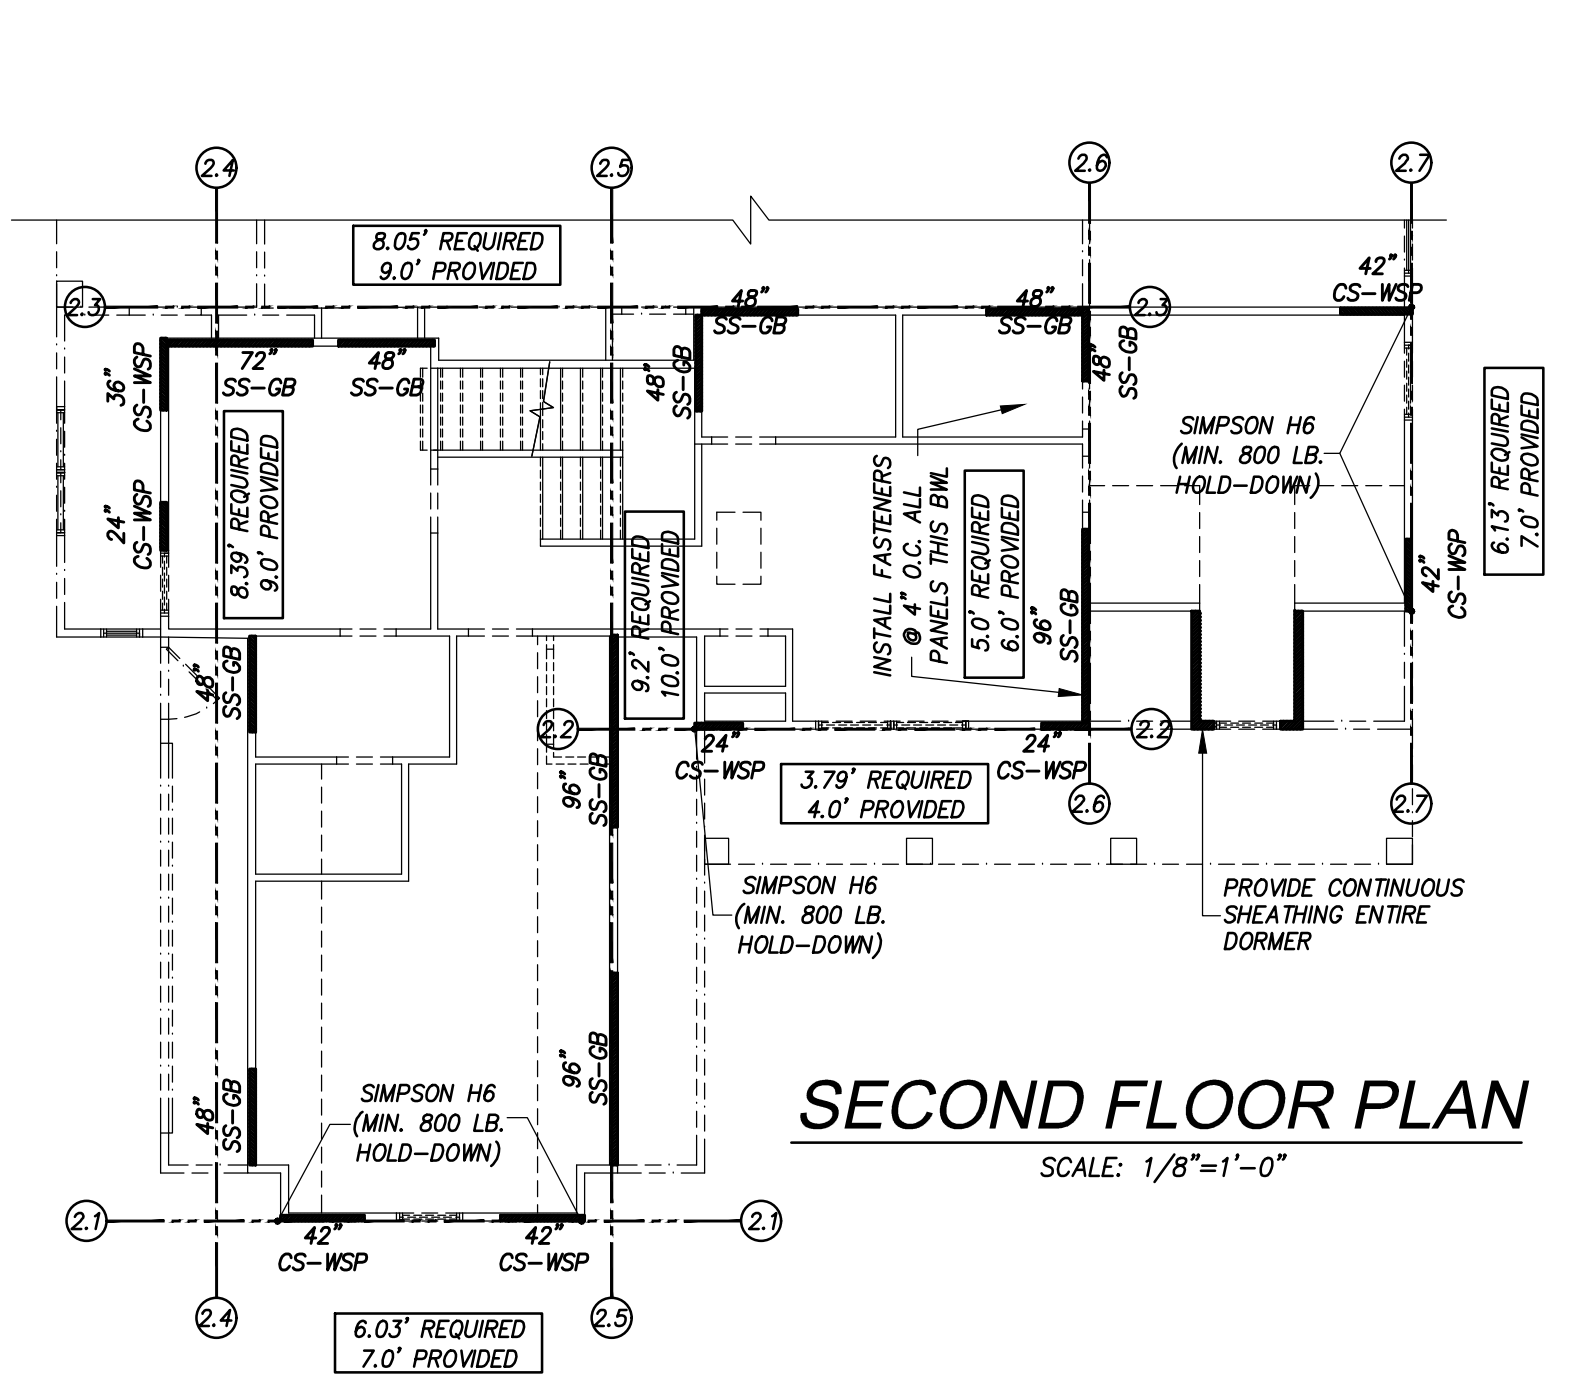 2.4
2.5
2.6
2.7
8.05' REQUIRED
9.0' PROVIDED
42"
CS-WSP
2.3
48"
SS-GB
48"
SS-GB
2.3
36"
CS-WSP
72"
SS-GB
48"
SS-GB
48"
SS-GB
48"
SS-GB
24"
CS-WSP
8.39' REQUIRED
9.0' PROVIDED
9.2' REQUIRED
10.0' PROVIDED
INSTALL FASTENERS
@ 4" O.C. ALL
PANELS THIS BWL
5.0' REQUIRED
6.0' PROVIDED
96"
SS-GB
SIMPSON H6
(MIN. 800 LB.
HOLD-DOWN)
6.13' REQUIRED
7.0' PROVIDED
42"
CS-WSP
48"
SS-GB
2.2
24"
CS-WSP
24"
CS-WSP
2.2
96"
SS-GB
3.79' REQUIRED
4.0' PROVIDED
2.6
2.7
SIMPSON H6
(MIN. 800 LB.
HOLD-DOWN)
PROVIDE CONTINUOUS
SHEATHING ENTIRE
DORMER
48"
SS-GB
96"
SS-GB
SIMPSON H6
(MIN. 800 LB.
HOLD-DOWN)
SECOND FLOOR PLAN
SCALE: 1/8"=1'-0"
2.1
42"
CS-WSP
42"
CS-WSP
2.1
2.4
2.5
6.03' REQUIRED
7.0' PROVIDED